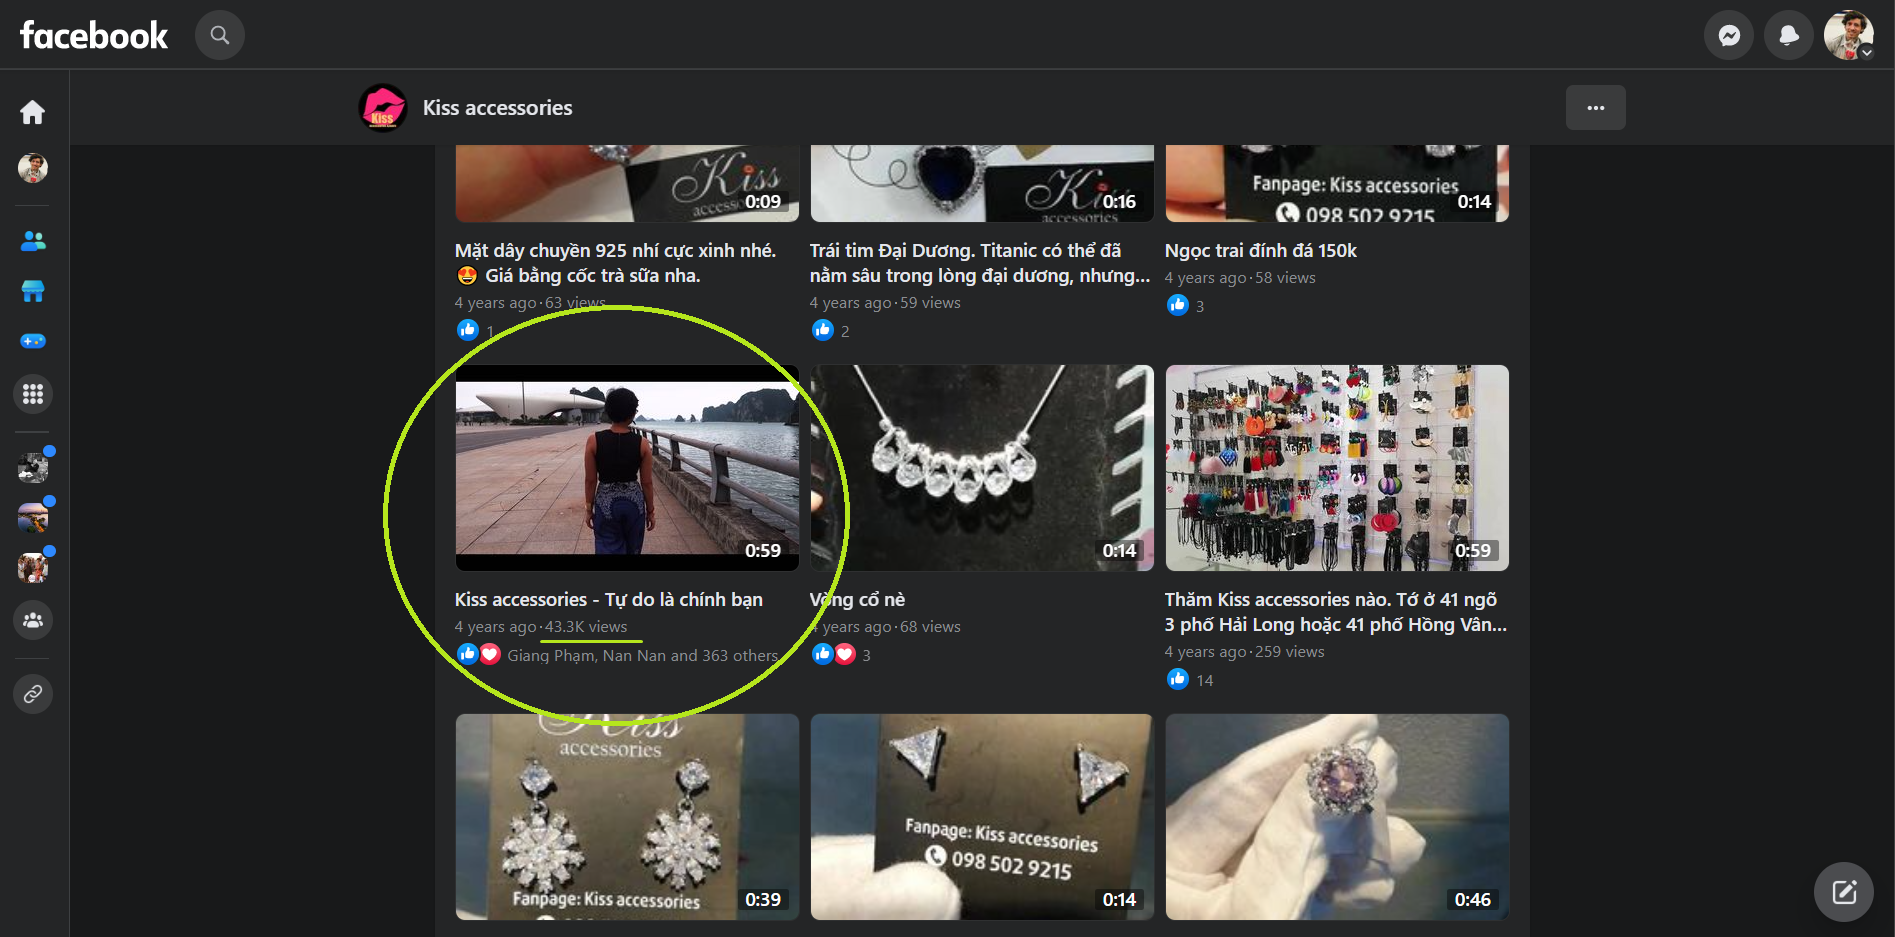 facebook
Kiss accessories
Kiss
Kiss
accessories
0:09
Kiss
accessories
0:16
Fanpage: Kiss accessories
098 502 9215
0:14
Mặt dây chuyền 925 nhí cực xinh nhé.
😍 Giá bằng cốc trà sữa nha.
4 years ago · 63 views
1
Trái tim Đại Dương. Titanic có thể đã
nằm sâu trong lòng đại dương, nhưng...
4 years ago · 59 views
2
Ngọc trai đính đá 150k
4 years ago · 58 views
3
0:59
0:14
0:59
Kiss accessories - Tự do là chính bạn
4 years ago · 43.3K views
Giang Phạm, Nan Nan and 363 others
Vòng cổ nè
4 years ago · 68 views
3
Thăm Kiss accessories nào. Tớ ở 41 ngõ
3 phố Hải Long hoặc 41 phố Hồng Vân...
4 years ago · 259 views
14
Kiss
accessories
Fanpage: Kiss accessories
0:39
Fanpage: Kiss accessories
098 502 9215
0:14
0:46